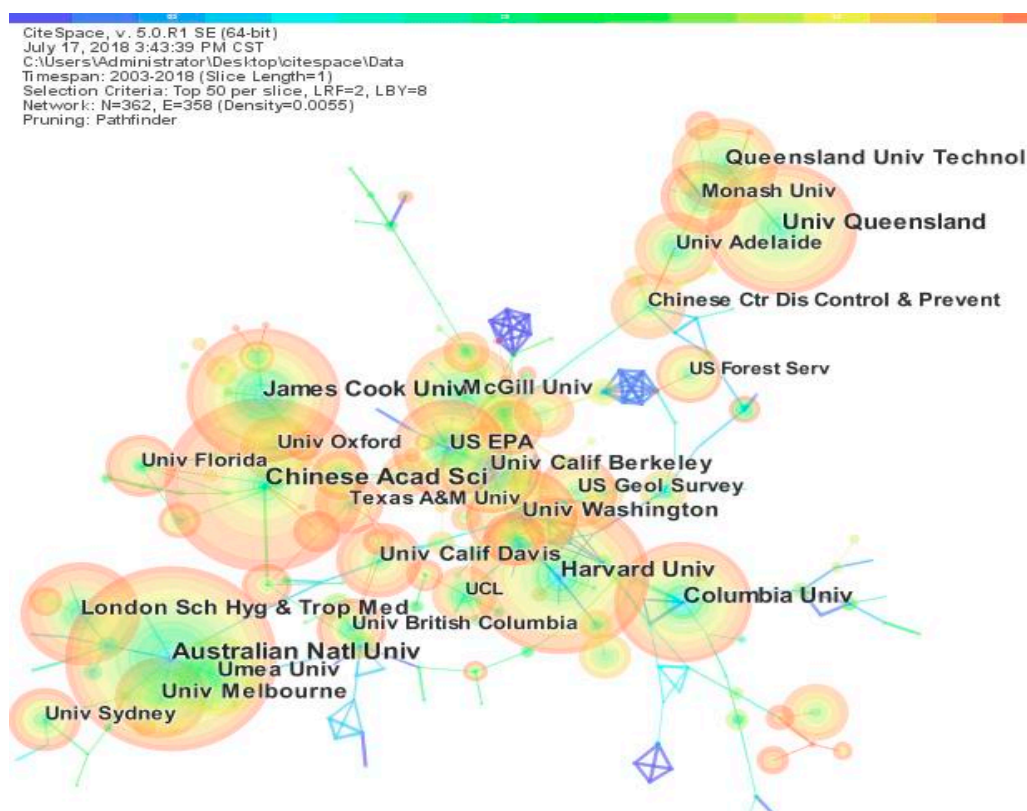 CiteSpace, v. 5.0.R1 SE (64-bit)
July 17, 2018 3:43:39 PM CST
C:\Users\Administrator\Desktop\citespace\Data
Timespan: 2003-2018 (Slice Length=1)
Selection Criteria: Top 50 per slice, LRF=2, LBY=8
Network: N=362, E=358 (Density=0.0055)
Pruning: Pathfinder
Queensland Univ Technol
Monash Univ
Univ Queensland
Univ Adelaide
Chinese Ctr Dis Control & Prevent
US Forest Serv
James Cook Univ
McGill Univ
Univ Oxford
US EPA
Univ Florida
Univ Calif Berkeley
Chinese Acad Sci
US Geol Survey
Texas A&M Univ
Univ Washington
Univ Calif Davis
Harvard Univ
UCL
Columbia Univ
London Sch Hyg & Trop Med
Univ British Columbia
Australian Natl Univ
Umea Univ
Univ Melbourne
Univ Sydney